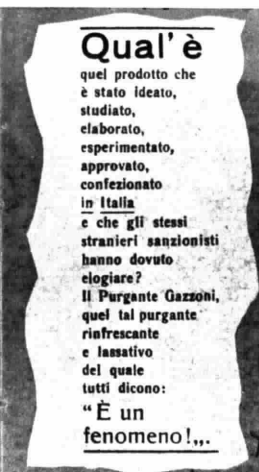 Qual'è
quel prodotto che
è stato ideato,
studiato,
elaborato,
esperimentato,
approvato,
confezionato
in Italia
e che gli stessi
stranieri sanzionisti
hanno dovuto
elogiare?
Il Purgante Gazzoni,
quel tal purgante
rinfrescante
e lassativo
del quale
tutti dicono:
“È un
fenomeno!„.